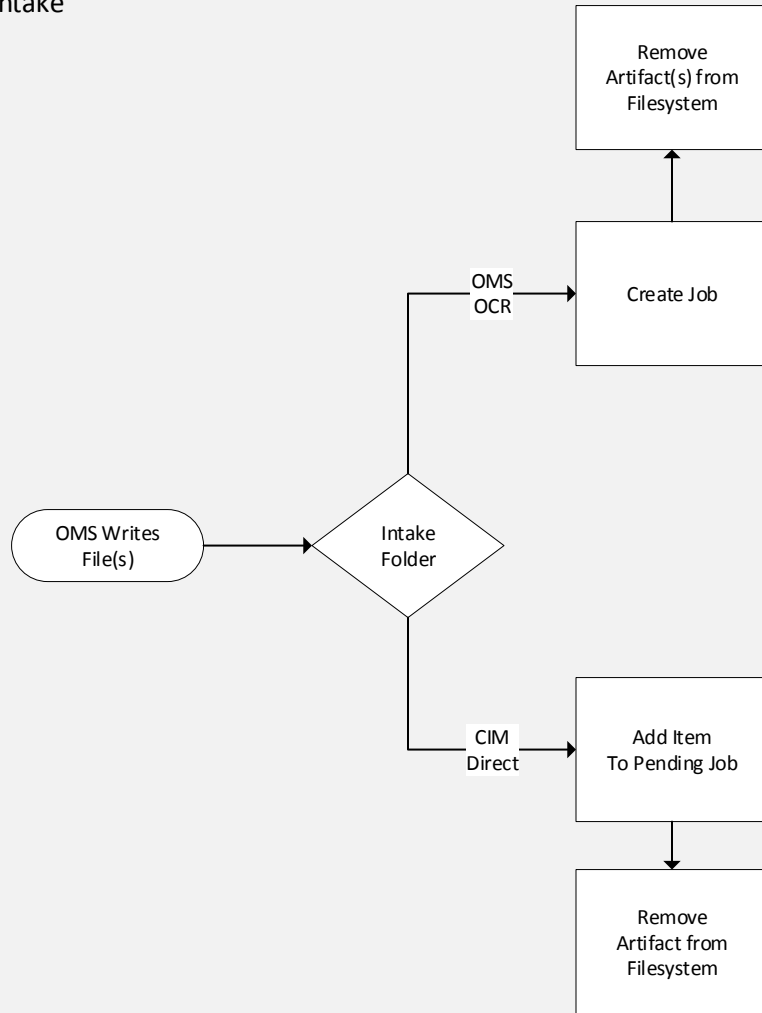 ntake
Remove
Artifact(s) from
Filesystem
OMS
OCR
Create Job
OMS Writes
File(s)
Intake
Folder
CIM
Direct
Add Item
To Pending Job
Remove
Artifact from
Filesystem